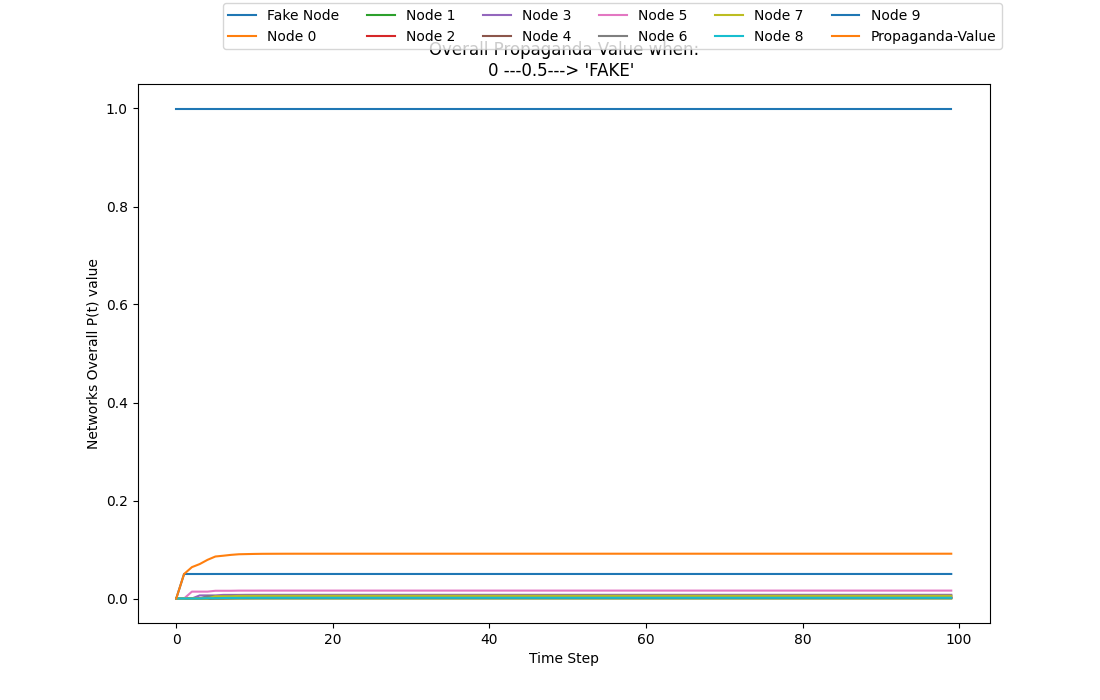 Fake Node Node 1 Node 3 Node 5 Node 7 Node 9
Node 0 Node 2 Node 4 Node 6 Node 8 Propaganda-Value
Overall Propaganda Value when:
0 ---0.5---> 'FAKE'
1.0
0.8
0.6
0.4
0.2
0.0
Networks Overall P(t) value
0 20 40 60 80 100
Time Step